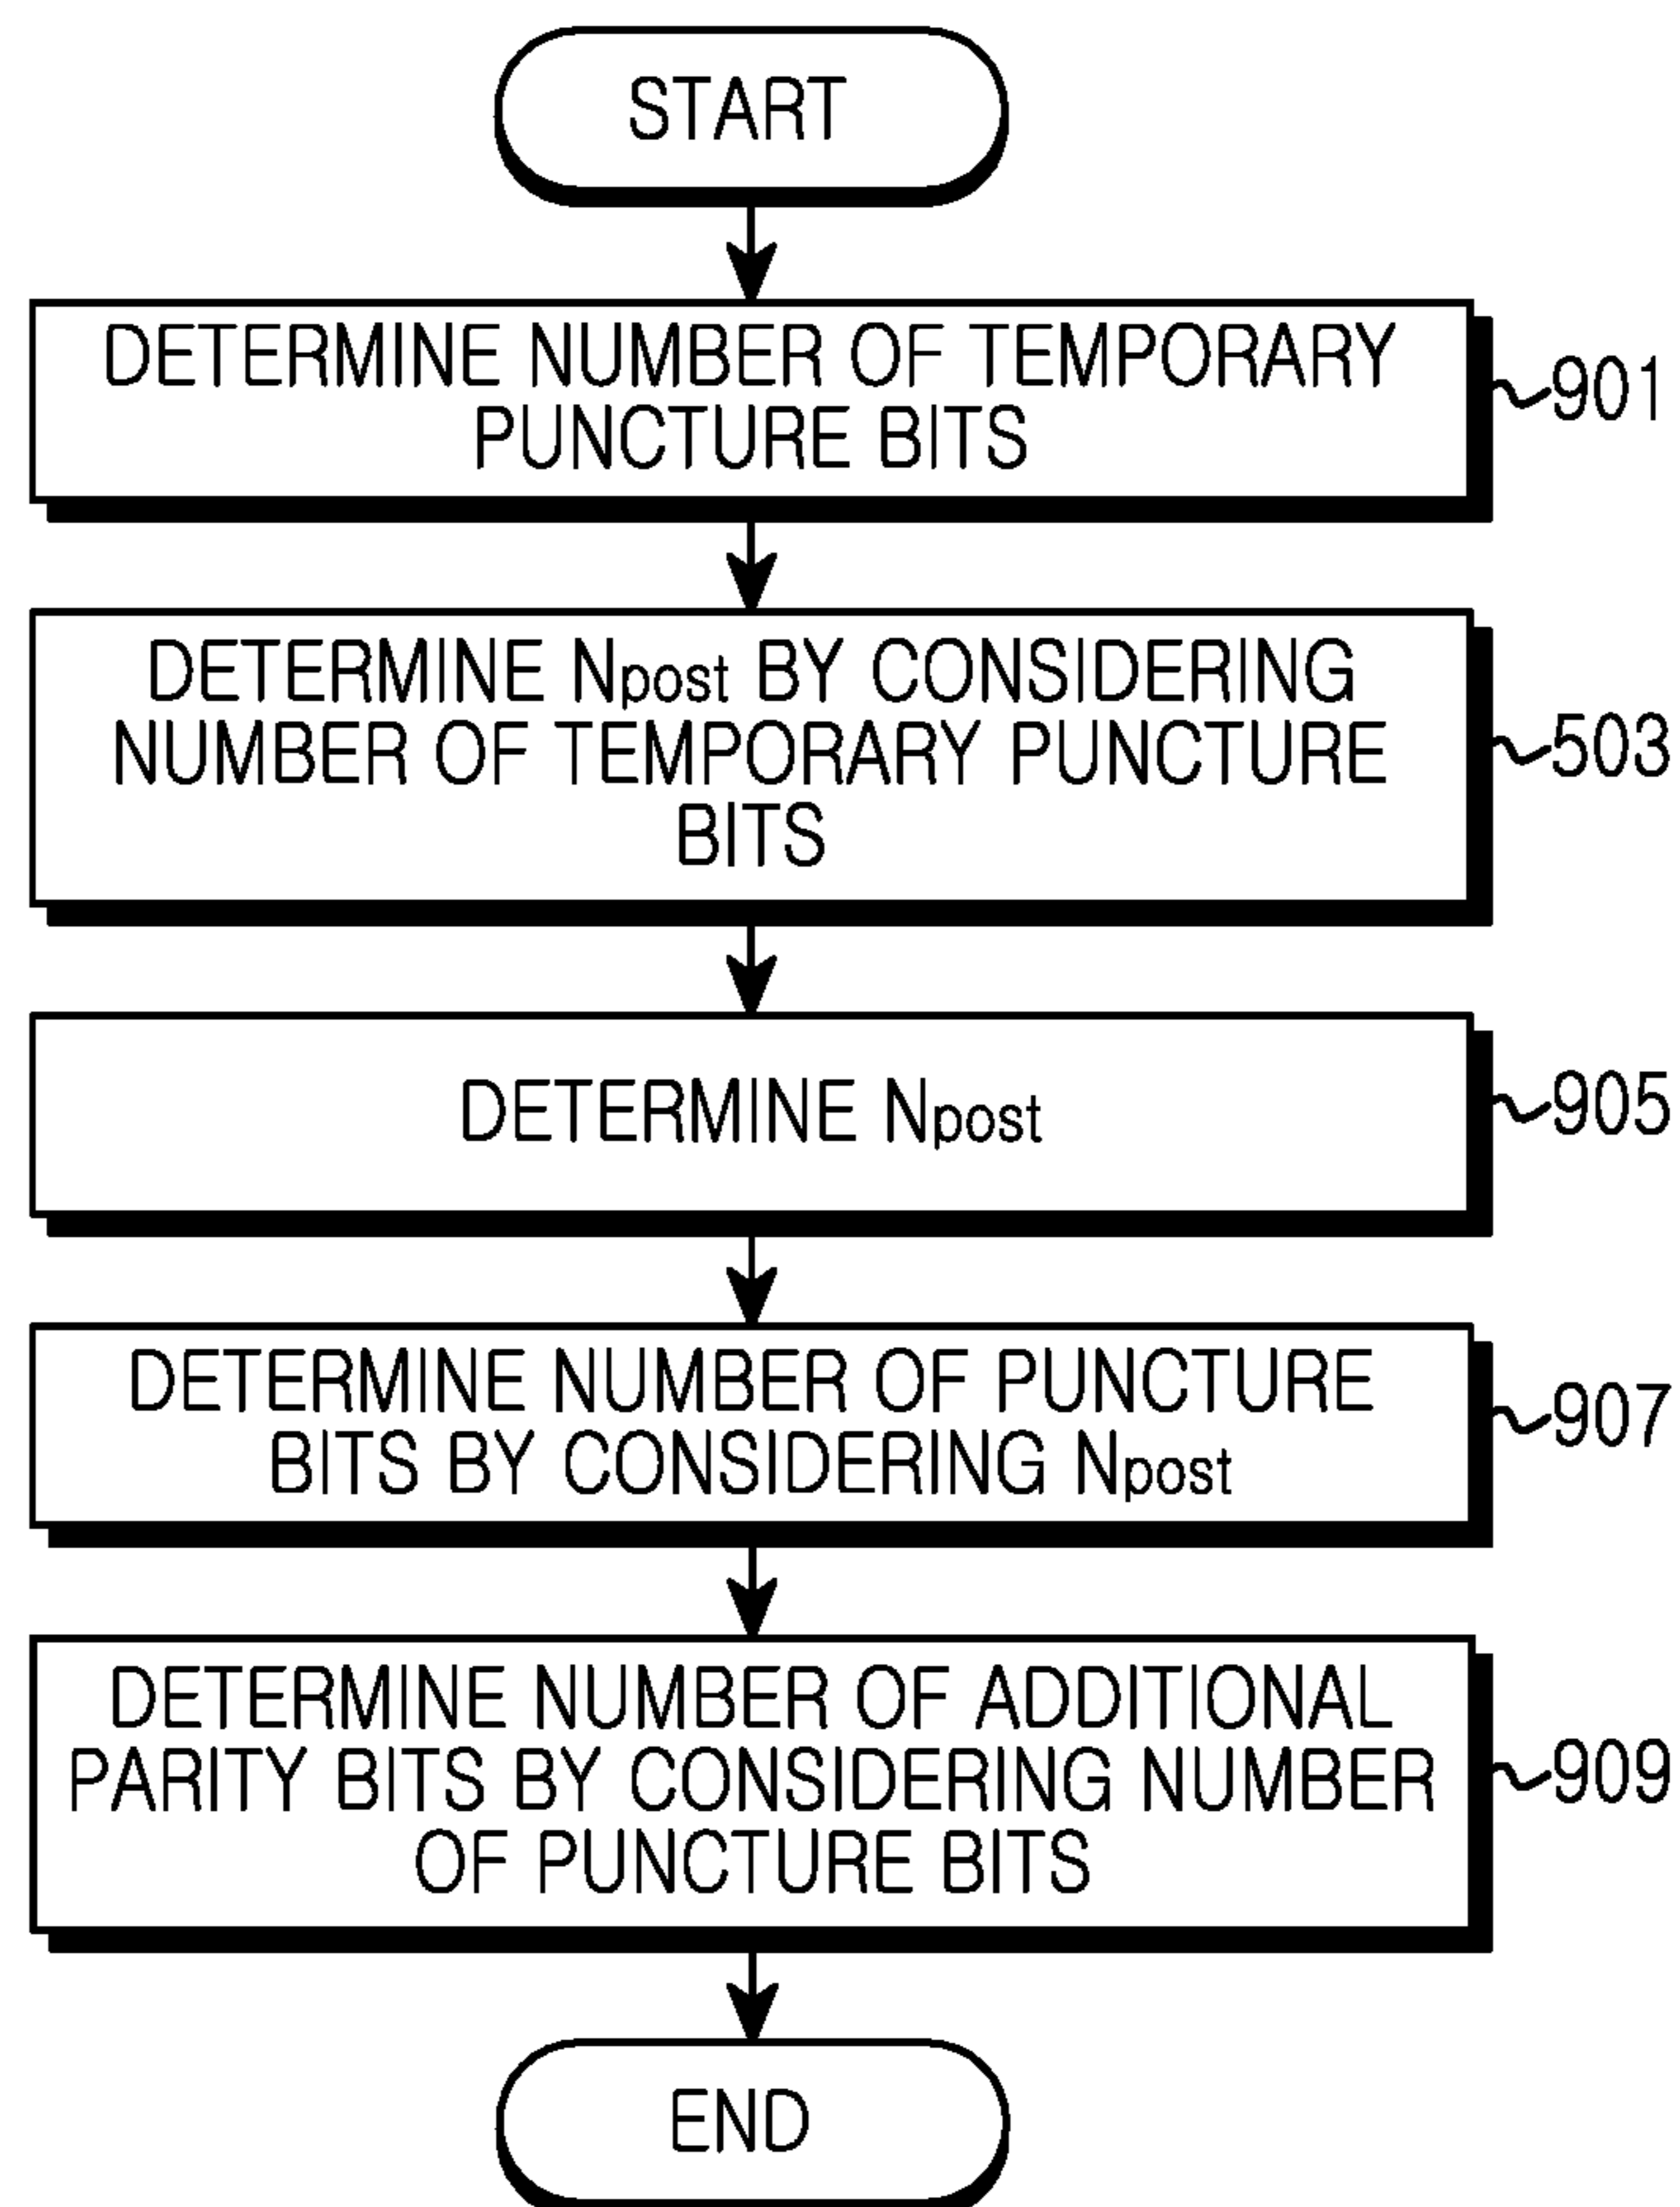 START
DETERMINE NUMBER OF TEMPORARY
PUNCTURE BITS
901
DETERMINE Npost BY CONSIDERING
NUMBER OF TEMPORARY PUNCTURE
BITS
503
DETERMINE Npost
905
DETERMINE NUMBER OF PUNCTURE
BITS BY CONSIDERING Npost
907
DETERMINE NUMBER OF ADDITIONAL
PARITY BITS BY CONSIDERING NUMBER
OF PUNCTURE BITS
909
END